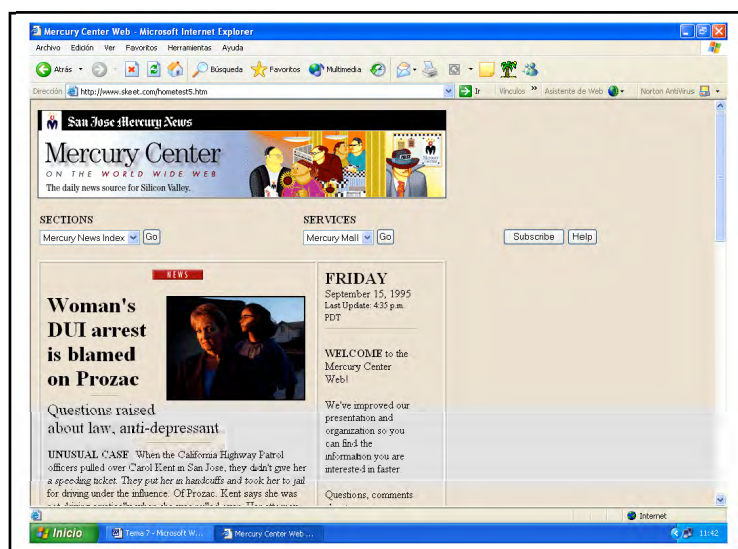 Mercury Center Web - Microsoft Internet Explorer
Archivo Edición Ver Favoritos Herramientas Ayuda
Atrás Búsqueda Favoritos Multimedia
Dirección http://www.skeet.com/hometest5.htm Ir Vínculos » Asistente de Web Norton AntiVirus
San Jose Mercury News
Mercury Center
ON THE WORLD WIDE WEB
The daily news source for Silicon Valley.
SECTIONS SERVICES
Mercury News Index Go Mercury Mall Go Subscribe Help
NEWS
Woman's
DUI arrest
is blamed
on Prozac
Questions raised
about law, anti-depressant
UNUSUAL CASE When the California Highway Patrol
officers pulled over Carol Kent in San Jose, they didn't give her
a speeding ticket. They put her in handcuffs and took her to jail
for driving under the influence. Of Prozac. Kent says she was
FRIDAY
September 15, 1995
Last Update: 4:35 p.m.
PDT
WELCOME to the
Mercury Center
Web!
We've improved our
presentation and
organization so you
can find the
information you are
interested in faster.
Questions, comments
Internet
Inicio Tema 7 - Microsoft W... Mercury Center Web ... 11:42